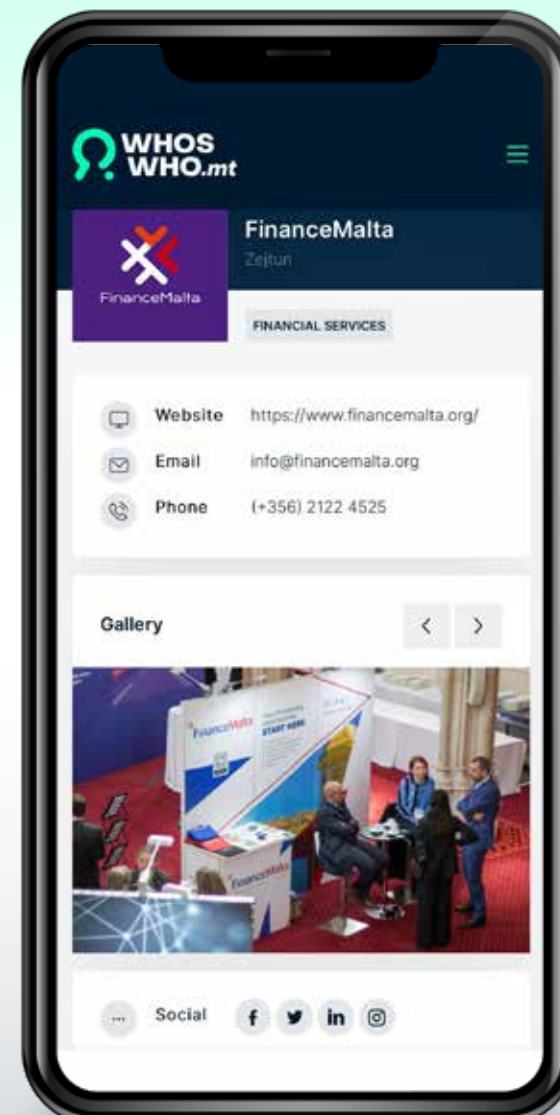 WHOS
WHO.mt
FinanceMalta
Zejtun
FinanceMalta
FINANCIAL SERVICES
Website https://www.financemalta.org/
Email info@financemalta.org
Phone (+356) 2122 4525
Gallery
FinanceMalta
START HERE
FinanceMalta
Social